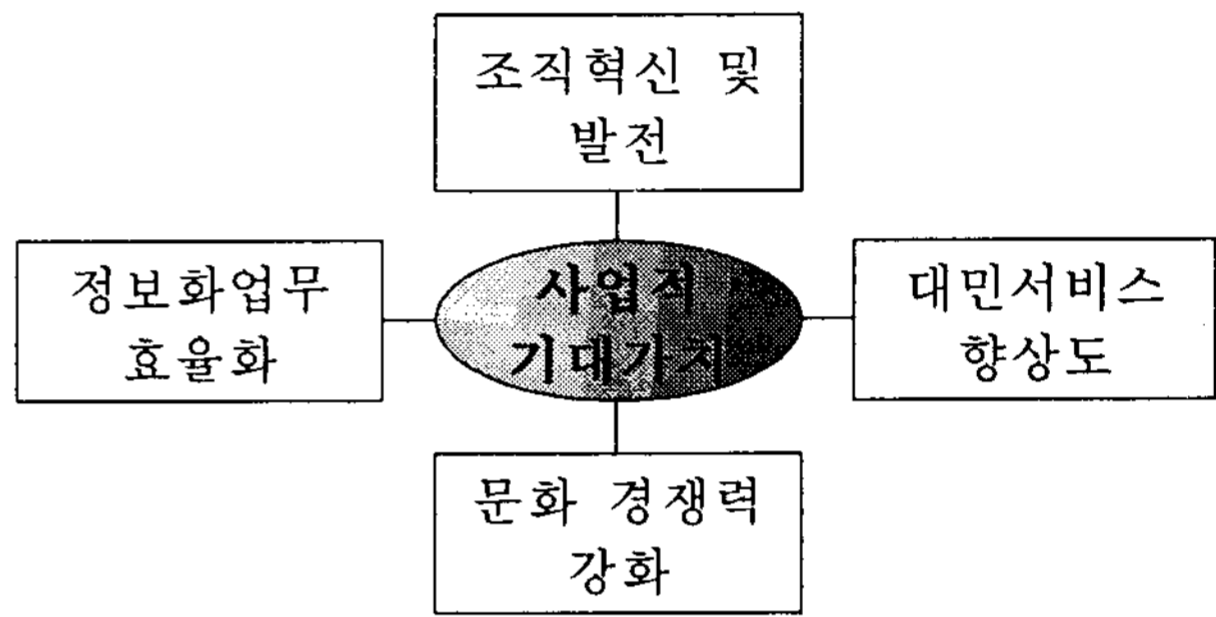 조직혁신 및
발전
정보화업무
효율화
사업적
기대가치
대민서비스
향상도
문화 경쟁력
강화